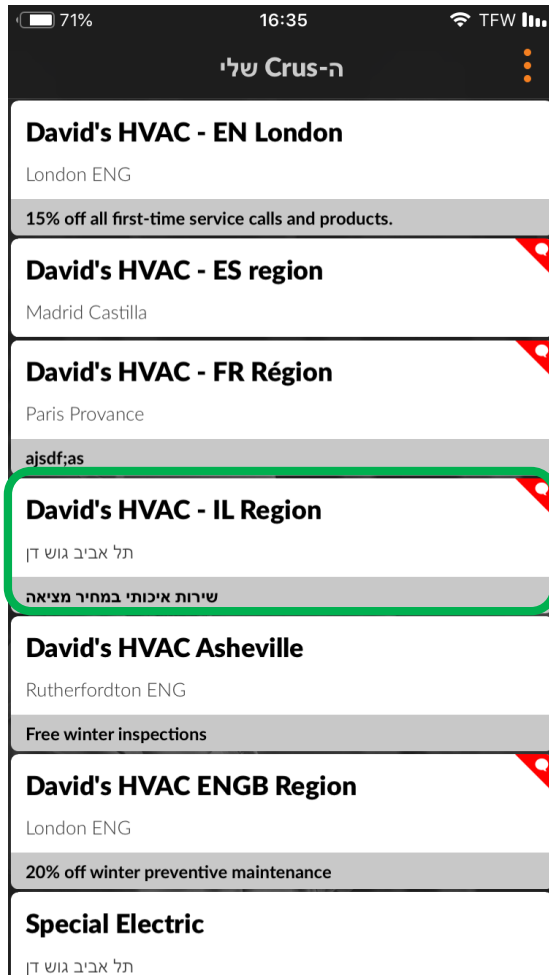 71%
16:35
TFW
ה-Crus שלי
David's HVAC - EN London
London ENG
15% off all first-time service calls and products.
David's HVAC - ES region
Madrid Castilla
David's HVAC - FR Région
Paris Provance
ajsdf;as
David's HVAC - IL Region
תל אביב גוש דן
שירות איכותי במחיר מציאה
David's HVAC Asheville
Rutherfordton ENG
Free winter inspections
David's HVAC ENGB Region
London ENG
20% off winter preventive maintenance
Special Electric
תל אביב גוש דן